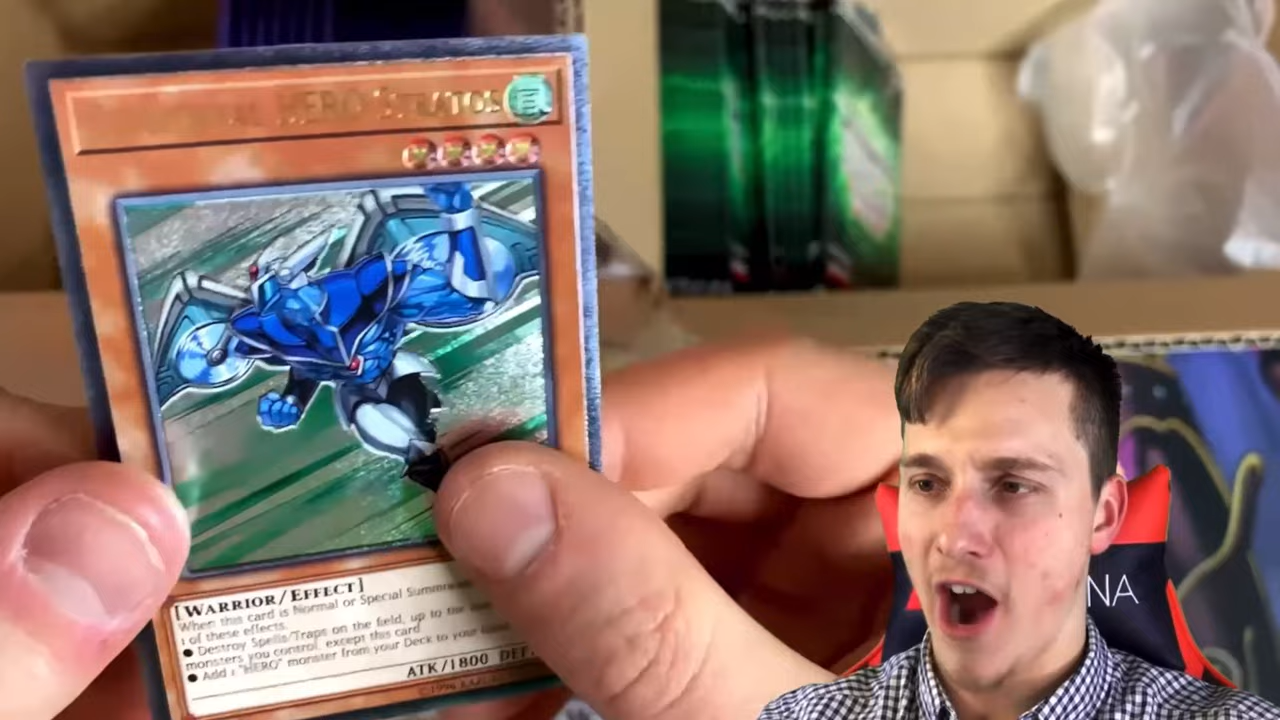 HERO STRATOS
[WARRIOR/EFFECT]
When this card is Normal or Special Summoned
1 of these effects.
● Destroy Spells/Traps on the field, up to the
monsters you control, except this card
● Add 1 "HERO" monster from your Deck to your
ATK/1800 DEF
©1996
NA